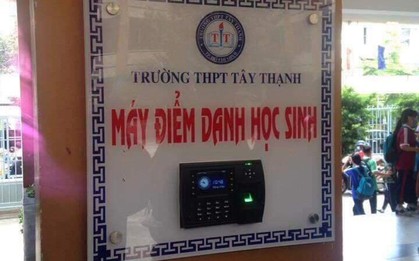 TRƯỜNG THPT TÂY THẠNH
MÁY ĐIỂM DANH HỌC SINH